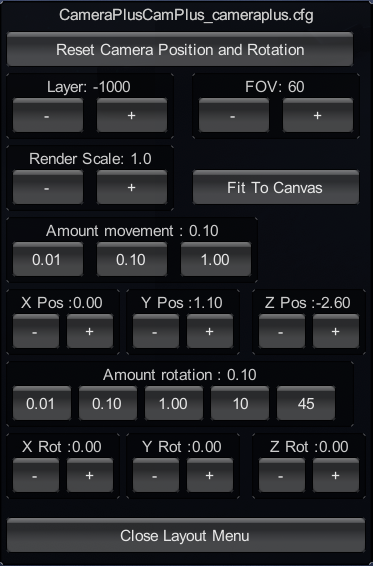 CameraPlusCamPlus_cameraplus.cfg
Reset Camera Position and Rotation
Layer: -1000 FOV: 60
- + - +
Render Scale: 1.0
- + Fit To Canvas
Amount movement : 0.10
0.01 0.10 1.00
X Pos :0.00 Y Pos :1.10 Z Pos :-2.60
- + - + - +
Amount rotation : 0.10
0.01 0.10 1.00 10 45
X Rot :0.00 Y Rot :0.00 Z Rot :0.00
- + - + - +
Close Layout Menu